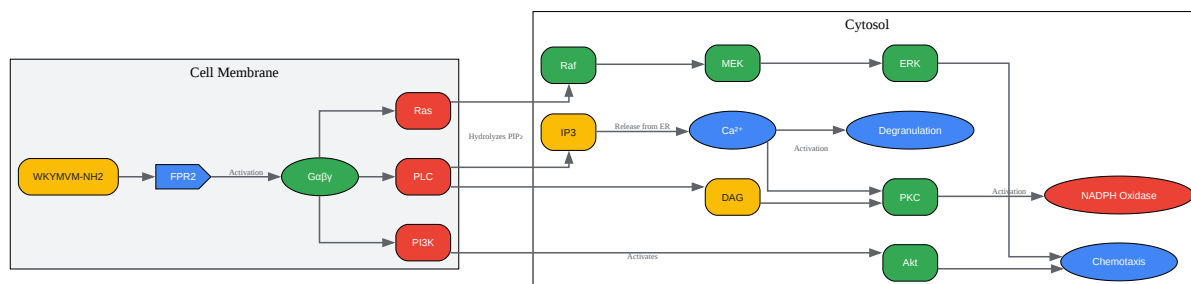 Cell Membrane
Cytosol
WKYMVM-NH2
FPR2
Activation
Gαβγ
Ras
PLC
PI3K
Hydrolyzes PIP₂
Raf
MEK
ERK
IP3
Release from ER
Ca²⁺
Activation
Degranulation
DAG
PKC
Activation
NADPH Oxidase
Activates
Akt
Chemotaxis